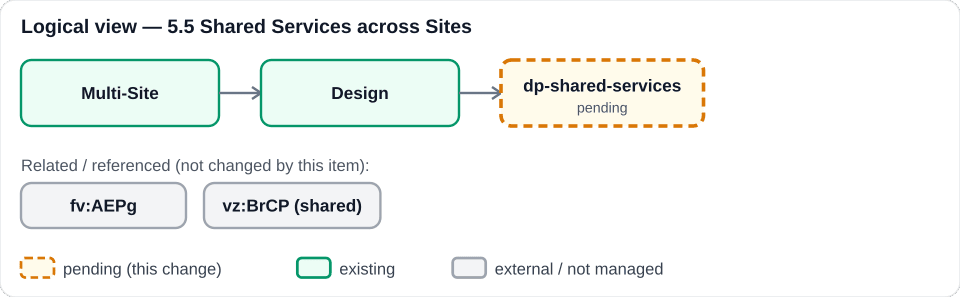 Logical view — 5.5 Shared Services across Sites
Multi-Site
Design
dp-shared-services
pending
Related / referenced (not changed by this item):
fv:AEPg
vz:BrCP (shared)
pending (this change)
existing
external / not managed